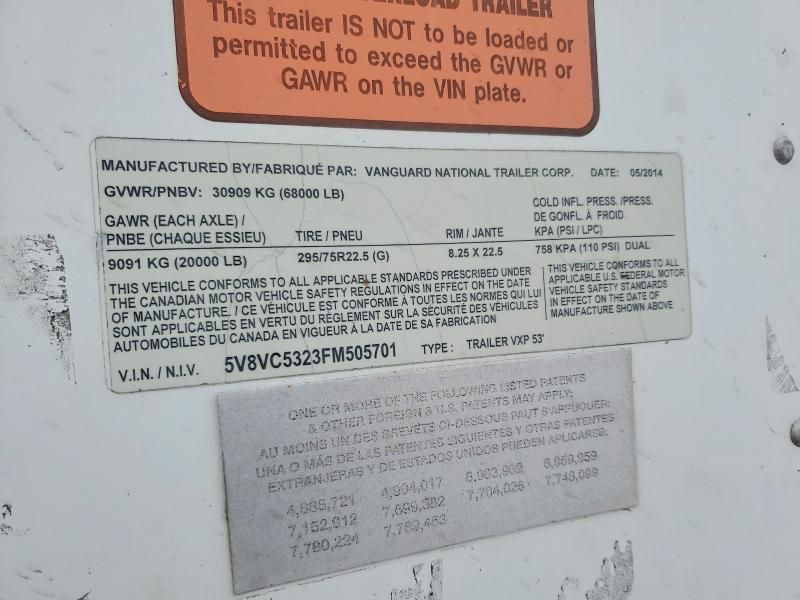 OVERLOAD TRAILER
This trailer IS NOT to be loaded or
permitted to exceed the GVWR or
GAWR on the VIN plate.
MANUFACTURED BY/FABRIQUÉ PAR: VANGUARD NATIONAL TRAILER CORP. DATE: 05/2014
GVWR/PNBV: 30909 KG (68000 LB)
COLD INFL. PRESS./PRESS.
DE GONFL. À FROID
GAWR (EACH AXLE) /
PNBE (CHAQUE ESSIEU) TIRE / PNEU RIM / JANTE KPA (PSI / LPC)
9091 KG (20000 LB) 295/75R22.5 (G) 8.25 X 22.5 758 KPA (110 PSI) DUAL
THIS VEHICLE CONFORMS TO ALL APPLICABLE STANDARDS PRESCRIBED UNDER
THE CANADIAN MOTOR VEHICLE SAFETY REGULATIONS IN EFFECT ON THE DATE
OF MANUFACTURE. / CE VÉHICULE EST CONFORME À TOUTES LES NORMES QUI LUI
SONT APPLICABLES EN VERTU DU RÈGLEMENT SUR LA SÉCURITÉ DES VÉHICULES
AUTOMOBILES DU CANADA EN VIGUEUR À LA DATE DE SA FABRICATION
THIS VEHICLE CONFORMS TO ALL
APPLICABLE U.S. FEDERAL MOTOR
VEHICLE SAFETY STANDARDS
IN EFFECT ON THE DATE OF
MANUFACTURE SHOWN ABOVE
V.I.N. / N.I.V. 5V8VC5323FM505701 TYPE: TRAILER VXP 53'
ONE OR MORE OF THE FOLLOWING LISTED PATENTS
& OTHER FOREIGN & U.S. PATENTS MAY APPLY:
AU MOINS UN DES BREVETS CI-DESSOUS PAUT S'APPLIQUER:
UNA O MÁS DE LAS PATENTES SIGUIENTES Y OTRAS PATENTES
EXTRANJERAS Y DE ESTADOS UNIDOS PUEDEN APLICARSE:
4,685,721 4,904,017 6,003,932 6,959,959
7,152,912 7,699,382 7,704,026 7,748,099
7,780,224 7,789,453